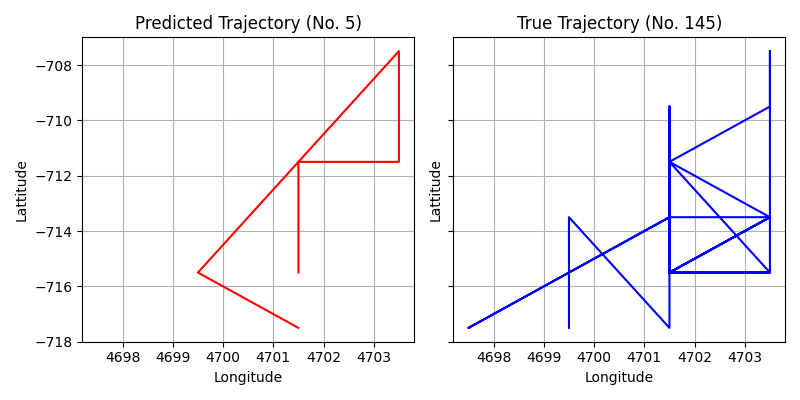 Predicted Trajectory (No. 5)
True Trajectory (No. 145)
Lattitude
−708
−710
−712
−714
−716
−718
4698 4699 4700 4701 4702 4703
Longitude
Lattitude
4698 4699 4700 4701 4702 4703
Longitude